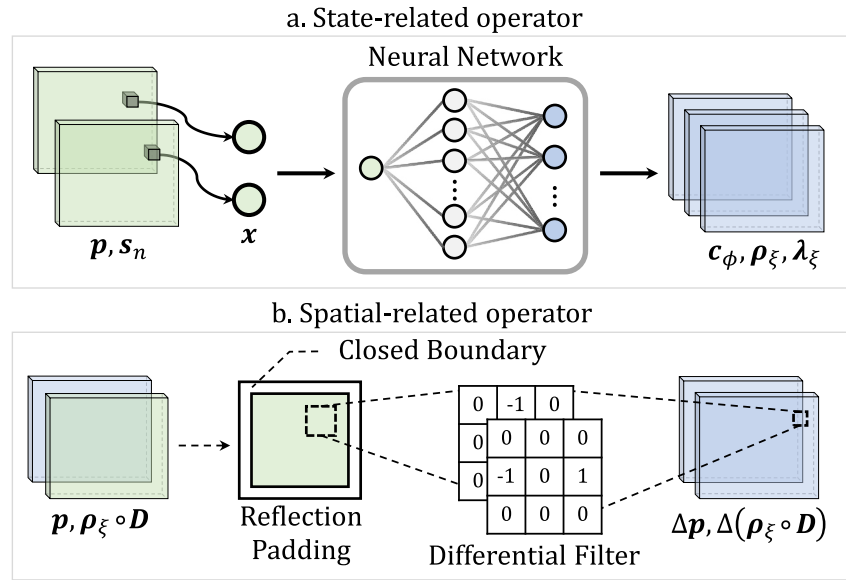 a. State-related operator
Neural Network
𝒑, 𝒔ₙ
𝒙
𝒄_ϕ, 𝝆_ξ, 𝝀_ξ
b. Spatial-related operator
Closed Boundary
0 -1 0
0
0
0 0 0
-1 0 1
0 0 0
𝒑, 𝝆_ξ ∘ 𝑫
Reflection
Padding
Differential Filter
Δ𝒑, Δ(𝝆_ξ ∘ 𝑫)